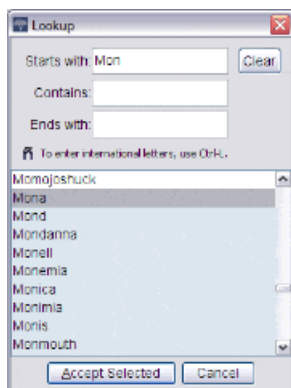 Lookup
Starts with: Mon Clear
Contains:
Ends with:
To enter international letters, use Ctrl-L.
Momojoshuck
Mona
Mond
Mondanna
Monell
Monemia
Monica
Monimia
Monis
Monmouth
Accept Selected Cancel